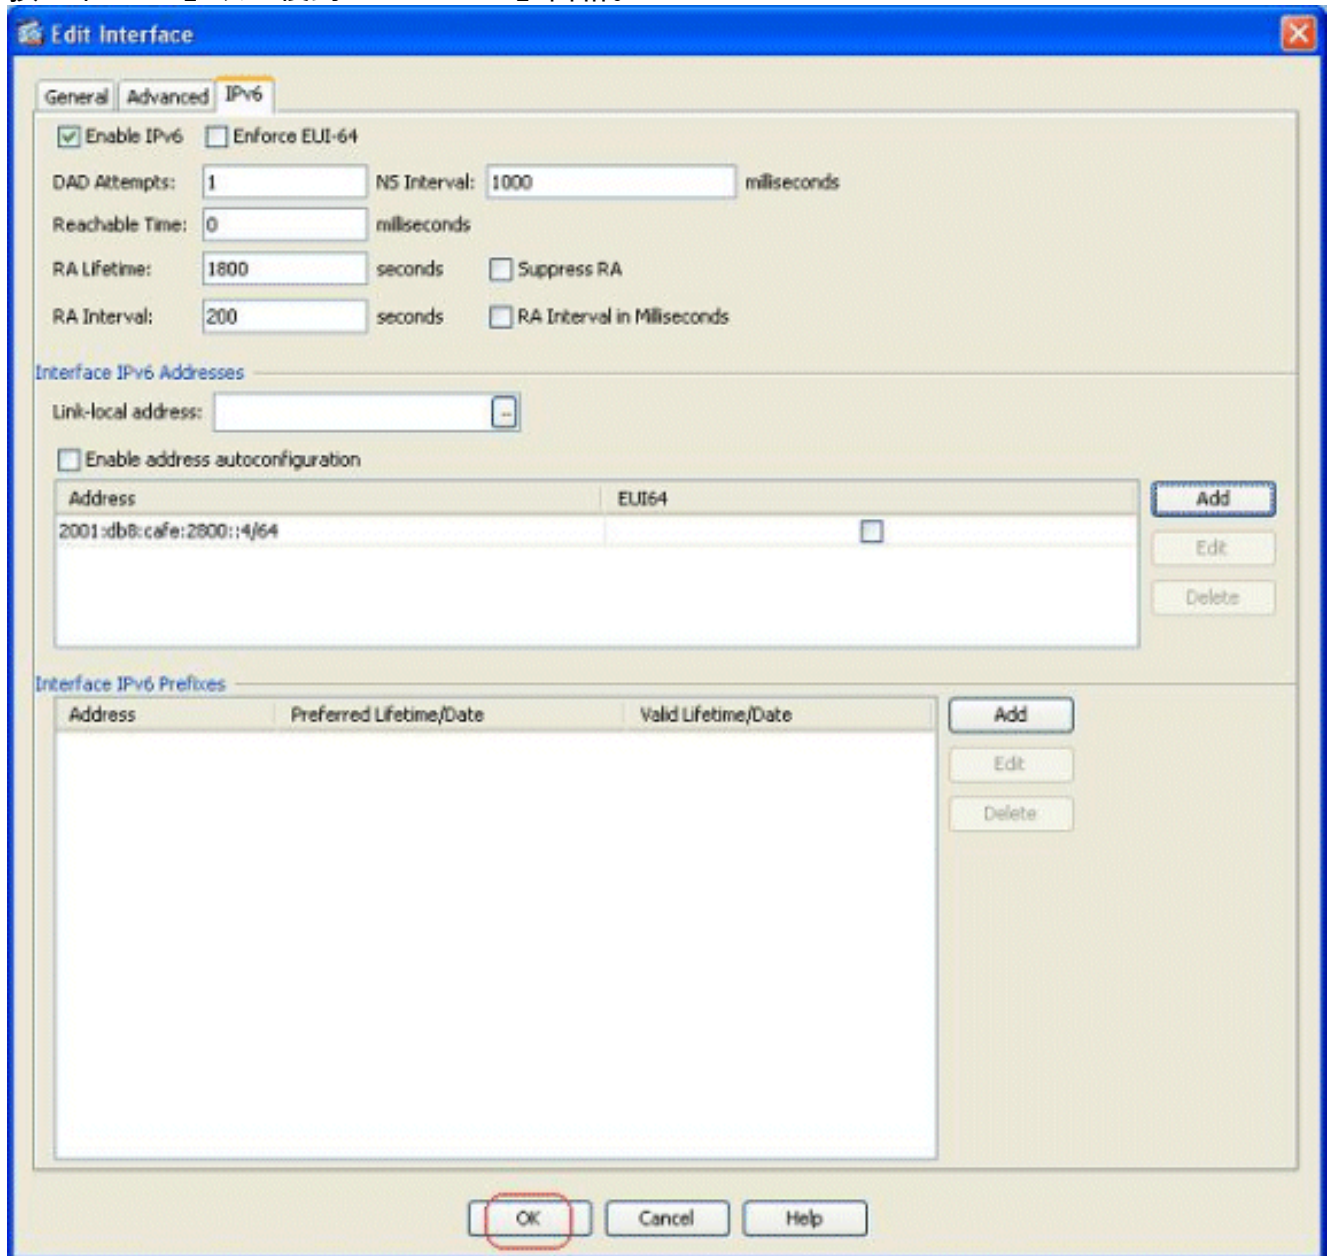 Edit Interface
General Advanced IPv6
Enable IPv6 Enforce EUI-64
DAD Attempts: 1 NS Interval: 1000 milliseconds
Reachable Time: 0 milliseconds
RA Lifetime: 1800 seconds Suppress RA
RA Interval: 200 seconds RA Interval in Milliseconds
Interface IPv6 Addresses
Link-local address: ...
Enable address autoconfiguration
Address EUI64
2001:db8:cafe:2800::4/64
Add
Edit
Delete
Interface IPv6 Prefixes
Address Preferred Lifetime/Date Valid Lifetime/Date
Add
Edit
Delete
OK Cancel Help